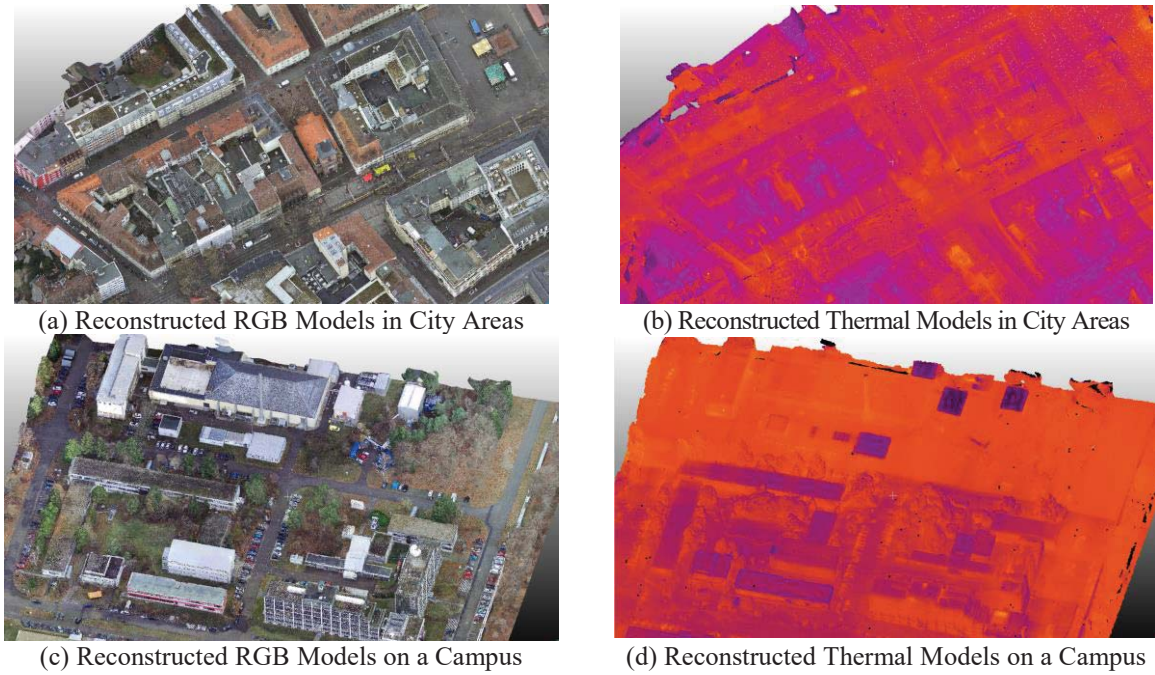 (a) Reconstructed RGB Models in City Areas
(b) Reconstructed Thermal Models in City Areas
(c) Reconstructed RGB Models on a Campus
(d) Reconstructed Thermal Models on a Campus